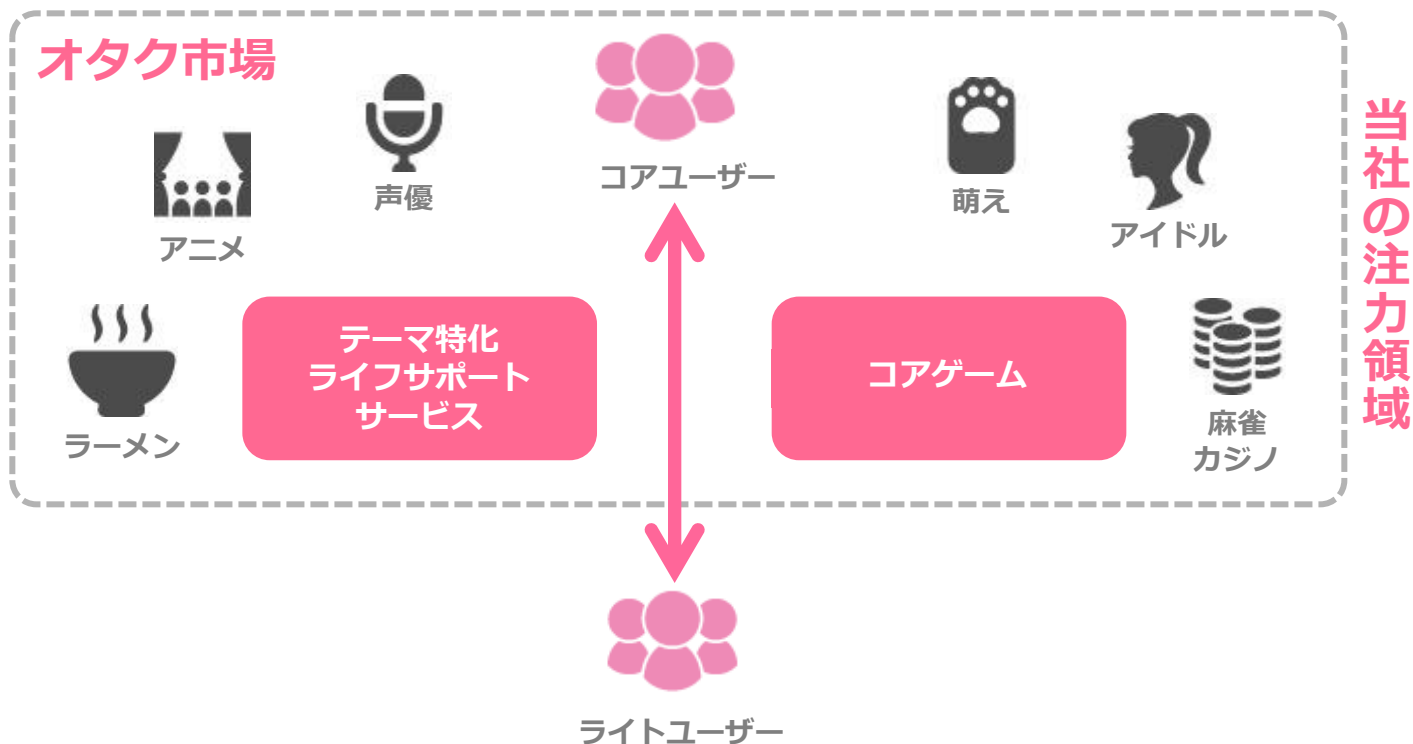 オタク市場
声優
コアユーザー
萌え
アニメ
アイドル
テーマ特化
ライフサポート
サービス
コアゲーム
ラーメン
麻雀
カジノ
当社の注力領域
ライトユーザー